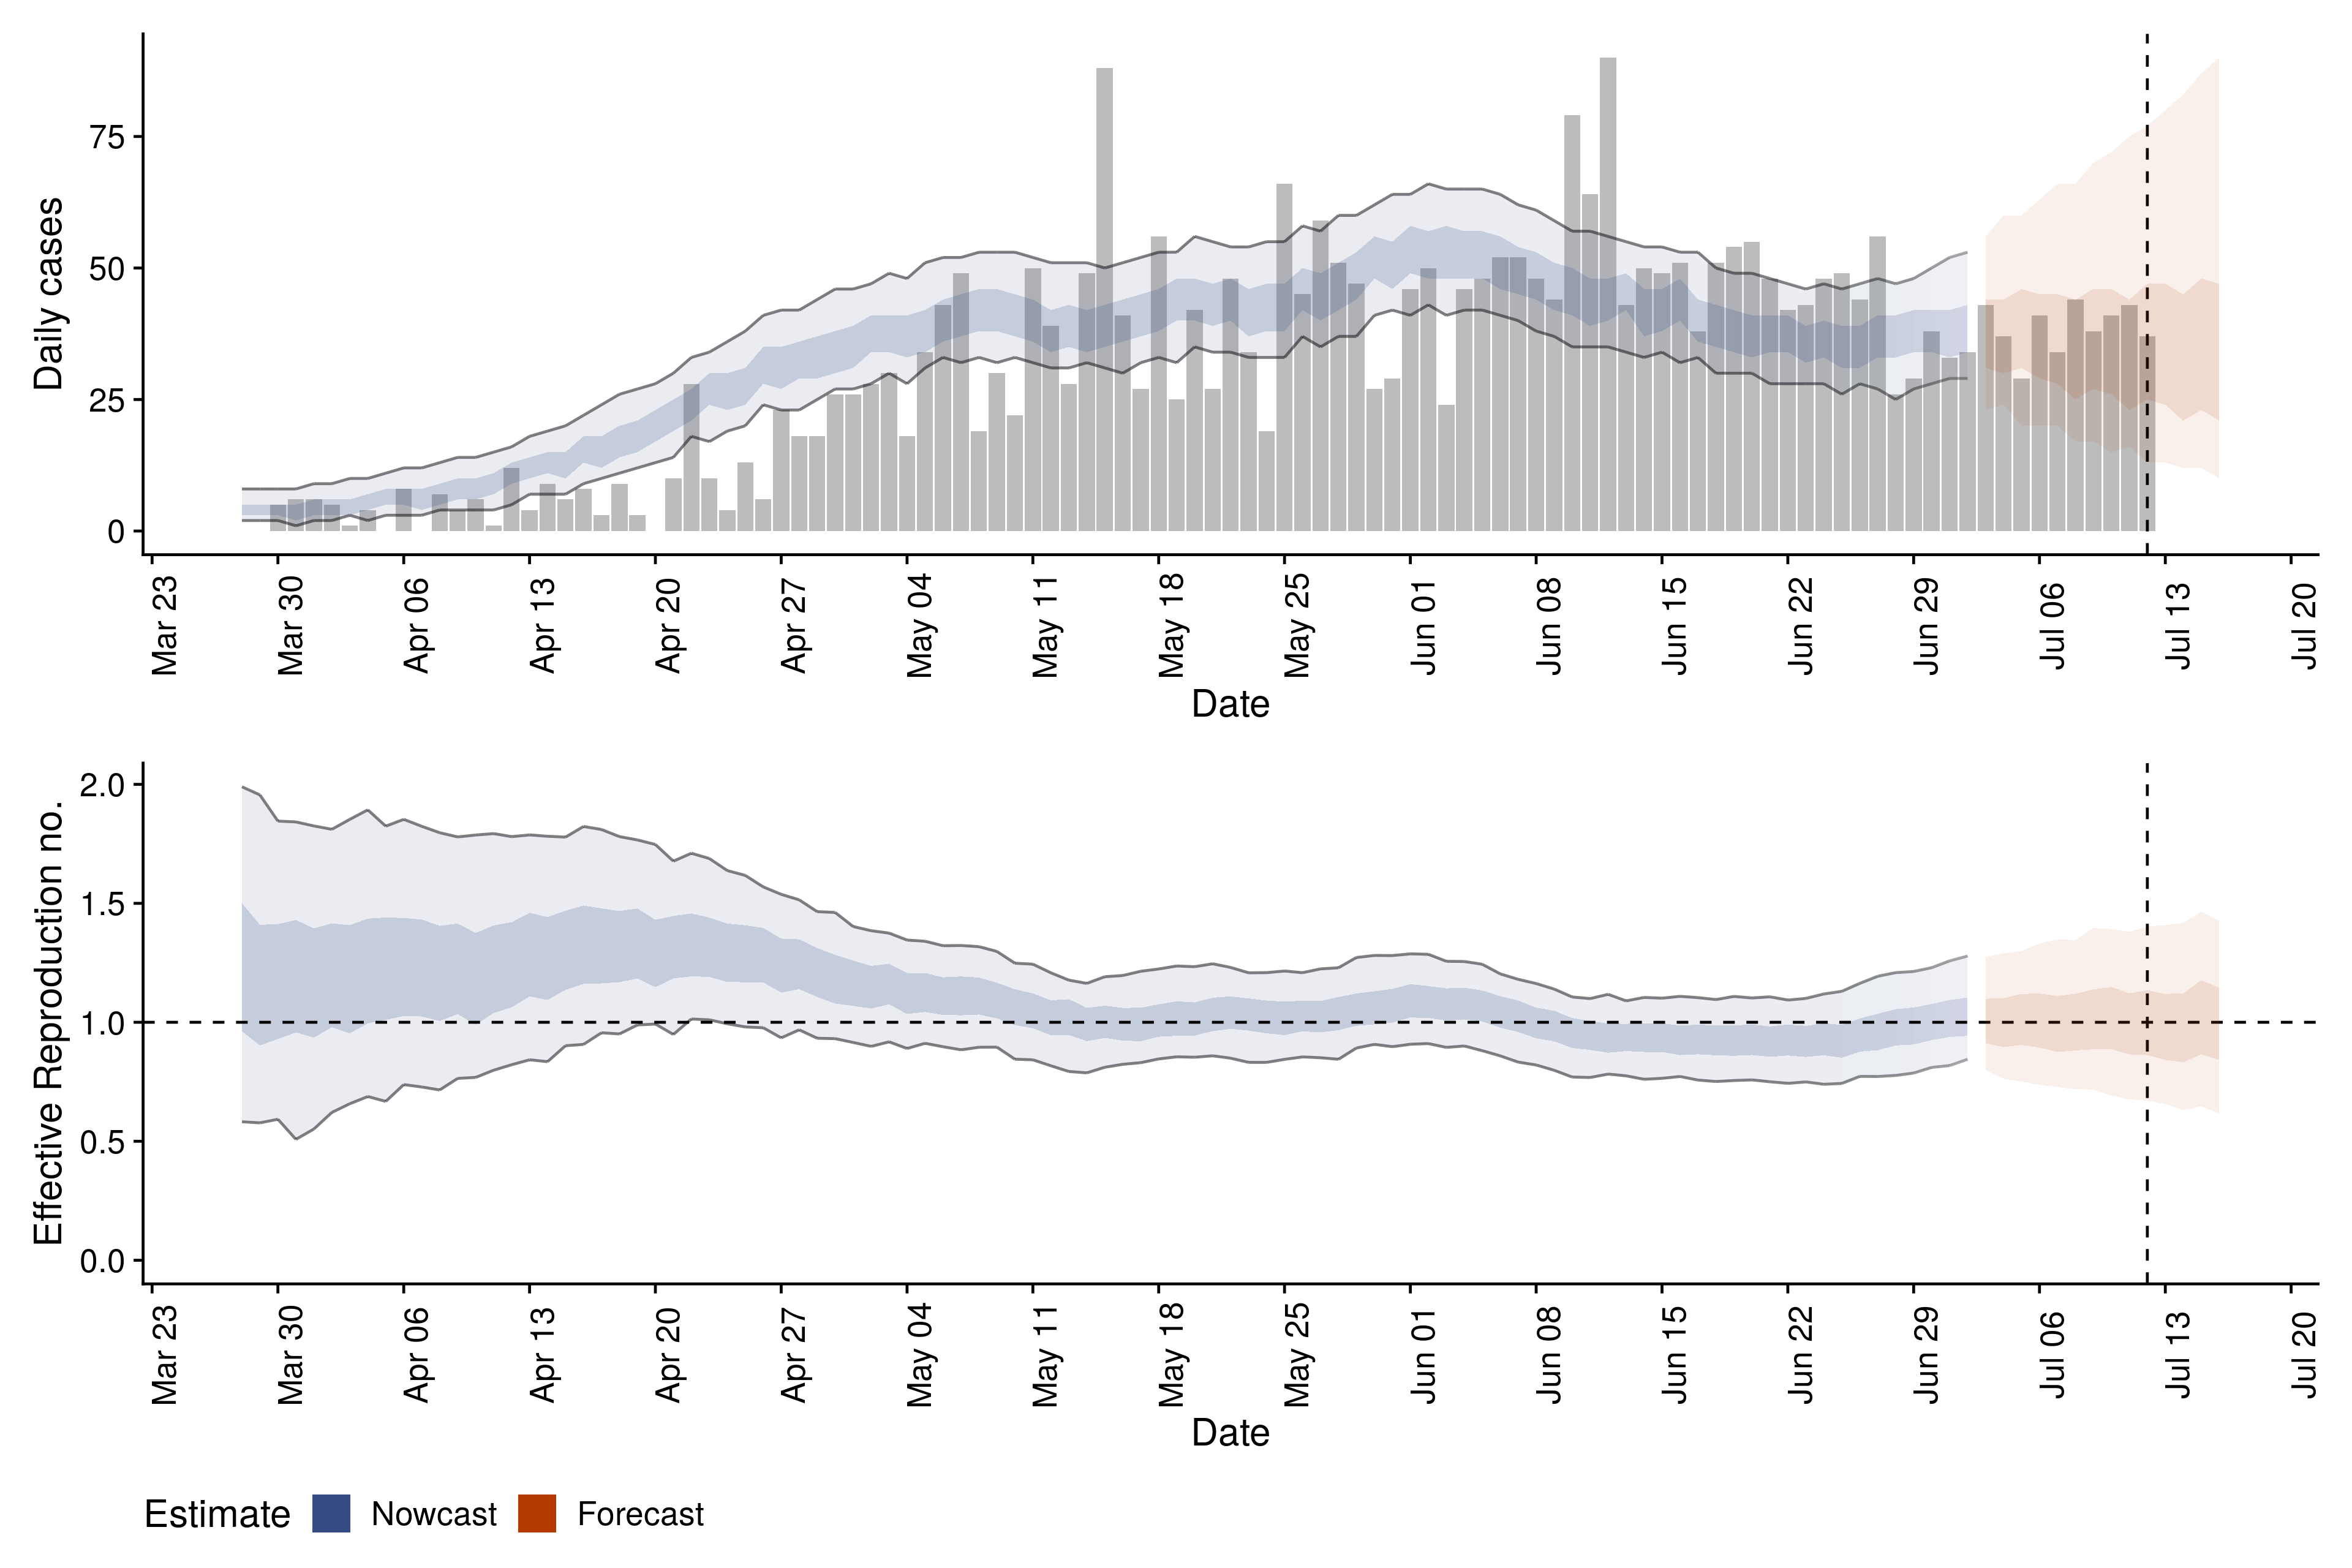 Daily cases
75
50
25
0
Mar 23
Mar 30
Apr 06
Apr 13
Apr 20
Apr 27
May 04
May 11
May 18
May 25
Jun 01
Jun 08
Jun 15
Jun 22
Jun 29
Jul 06
Jul 13
Jul 20
Date
Effective Reproduction no.
2.0
1.5
1.0
0.5
0.0
Mar 23
Mar 30
Apr 06
Apr 13
Apr 20
Apr 27
May 04
May 11
May 18
May 25
Jun 01
Jun 08
Jun 15
Jun 22
Jun 29
Jul 06
Jul 13
Jul 20
Date
Estimate Nowcast Forecast